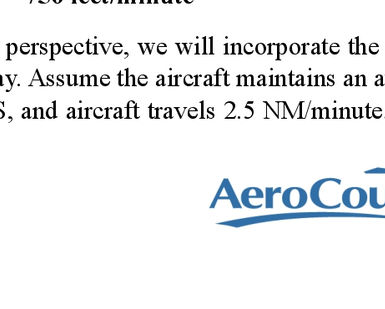 750 feet/minute
perspective, we will incorporate the
ay. Assume the aircraft maintains an a
S, and aircraft travels 2.5 NM/minute.
AeroCou